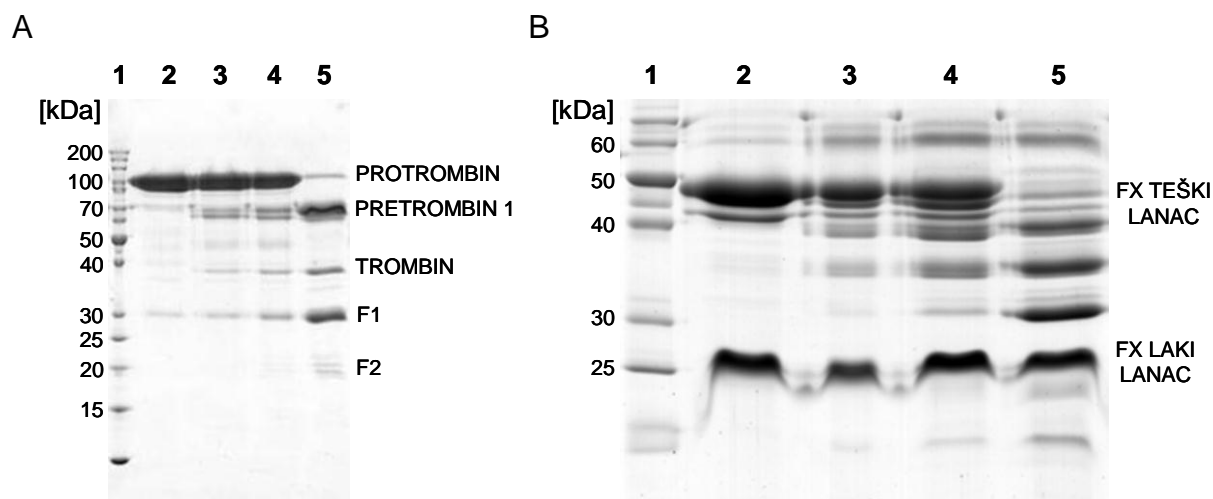 A
1 2 3 4 5
[kDa]
200
100
70
50
40
30
25
20
15
PROTROMBIN
PRETROMBIN 1
TROMBIN
F1
F2
B
1 2 3 4 5
[kDa]
60
50
40
30
25
FX TEŠKI
LANAC
FX LAKI
LANAC